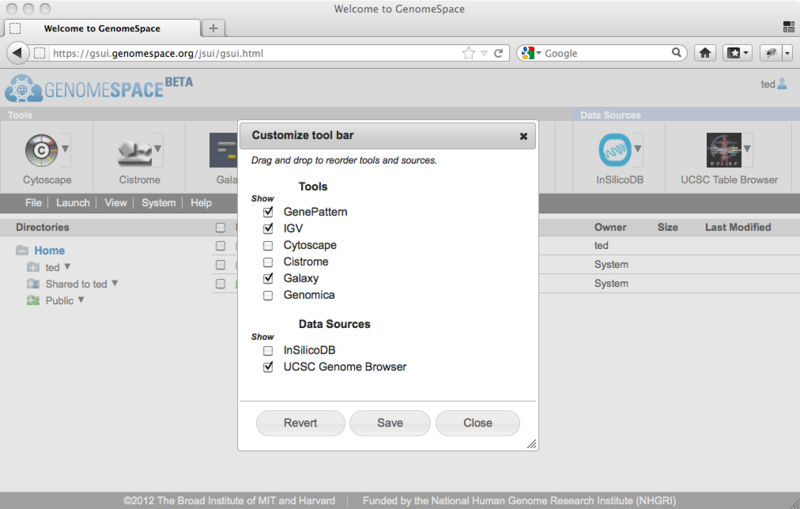 Welcome to GenomeSpace
Welcome to GenomeSpace
https://gsui.genomespace.org/jsui/gsui.html
Google
GENOMESPACE BETA
ted
Tools
Data Sources
C
Cytoscape
Cistrome
Gala
InSilicoDB
UCSC Table Browser
File Launch View System Help
Directories
Owner Size Last Modified
Home
ted
Shared to ted
Public
ted
System
System
Customize tool bar
Drag and drop to reorder tools and sources.
Tools
Show
GenePattern
IGV
Cytoscape
Cistrome
Galaxy
Genomica
Data Sources
Show
InSilicoDB
UCSC Genome Browser
Revert Save Close
©2012 The Broad Institute of MIT and Harvard | Funded by the National Human Genome Research Institute (NHGRI)